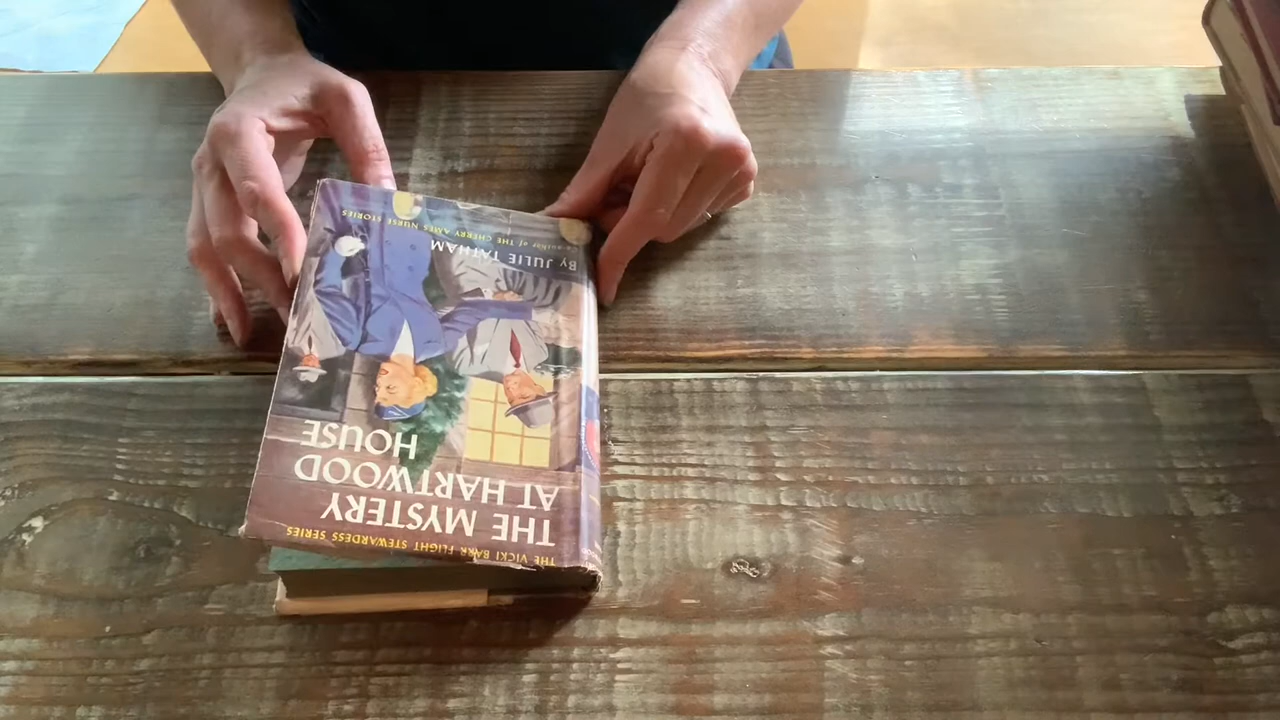 THE VICKI BARR FLIGHT STEWARDESS SERIES
THE MYSTERY
AT HARTWOOD
HOUSE
By JULIE TATHAM
author of THE CHERRY AMES NURSE STORIES